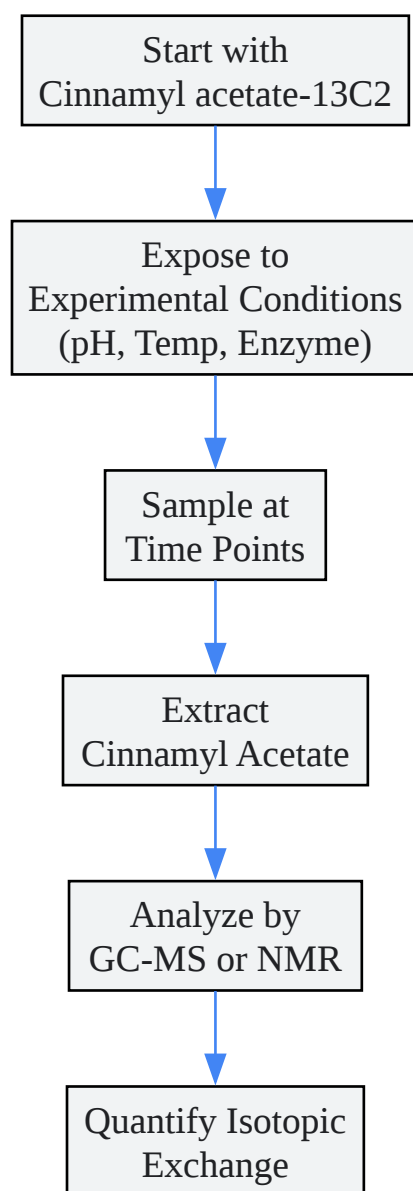 Start with
Cinnamyl acetate-13C2
Expose to
Experimental Conditions
(pH, Temp, Enzyme)
Sample at
Time Points
Extract
Cinnamyl Acetate
Analyze by
GC-MS or NMR
Quantify Isotopic
Exchange